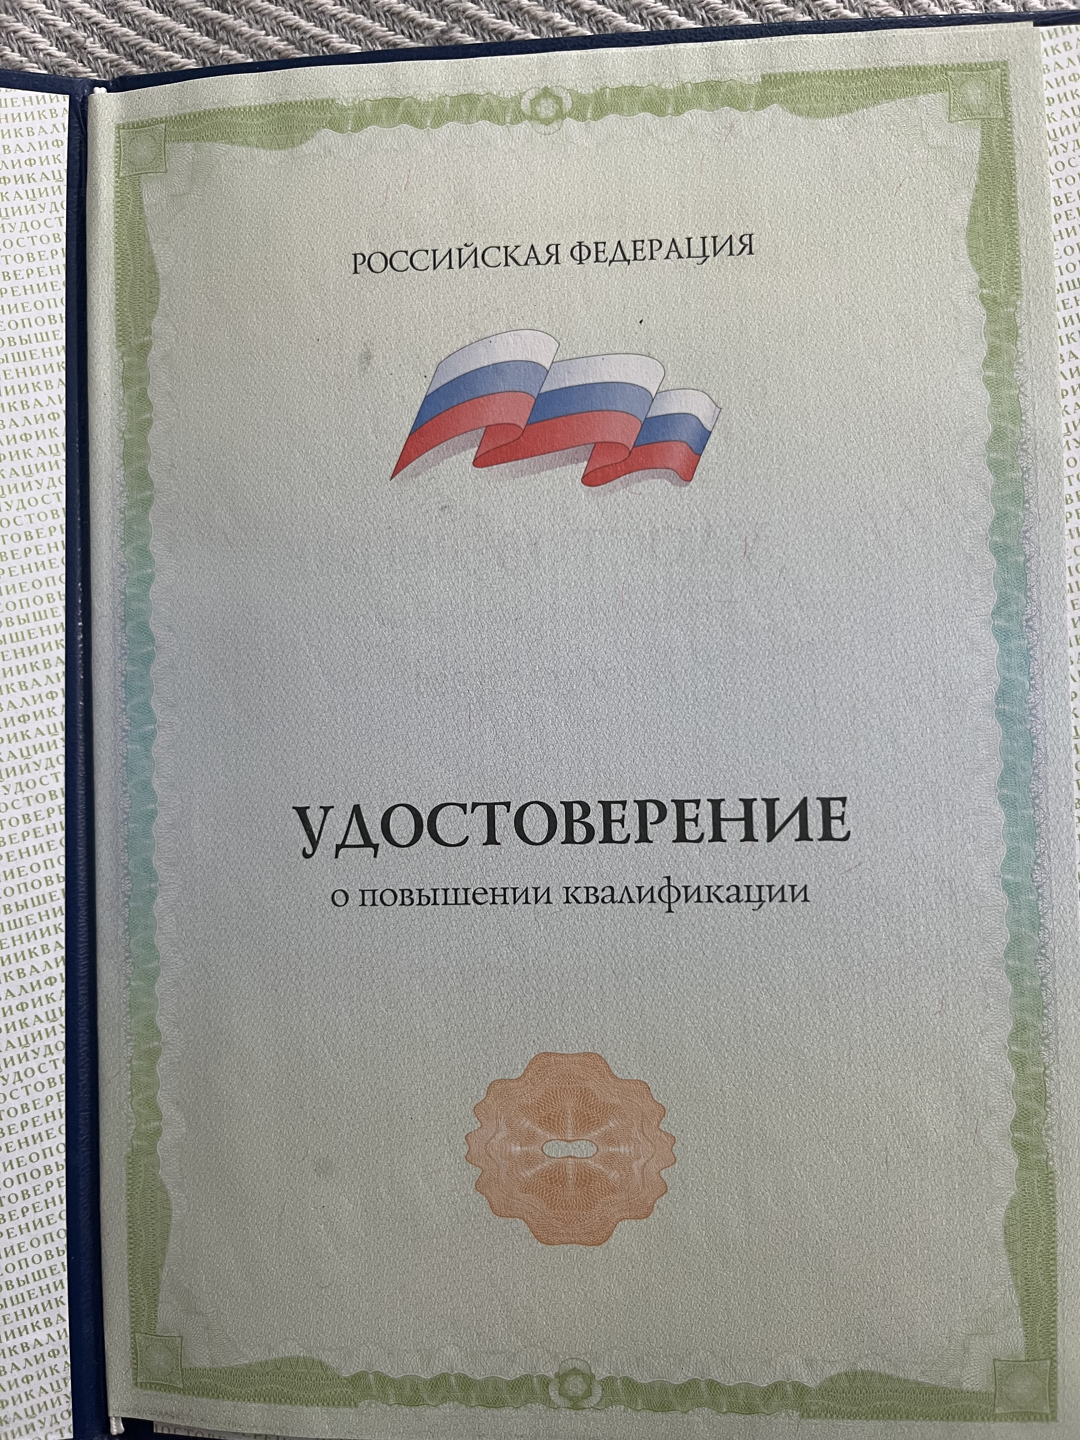 РОССИЙСКАЯ ФЕДЕРАЦИЯ
УДОСТОВЕРЕНИЕ
о повышении квалификации